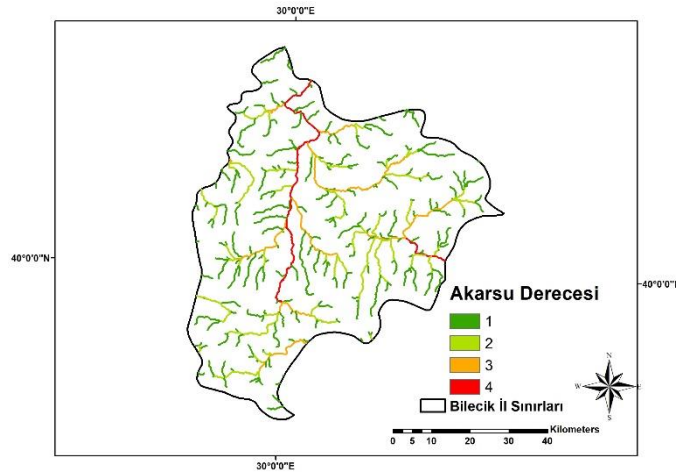 30°0'0"E
40°0'0"N
40°0'0"
Akarsu Derecesi
1
2
3
4
Bilecik İl Sınırları
N
W
E
S
Kilometers
0 5 10 20 30 40
30°0'0"E